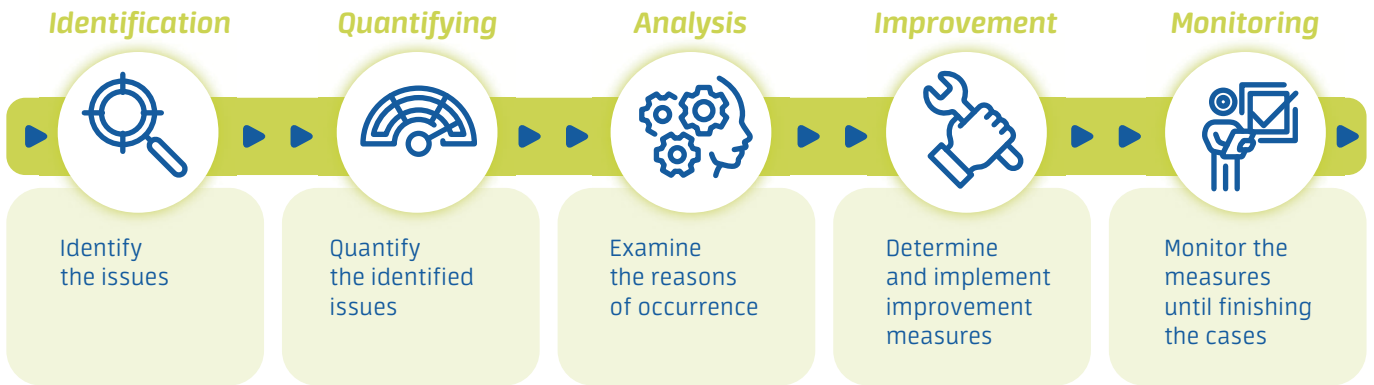 Identification
Quantifying
Analysis
Improvement
Monitoring
Identify
the issues
Quantify
the identified
issues
Examine
the reasons
of occurrence
Determine
and implement
improvement
measures
Monitor the
measures
until finishing
the cases